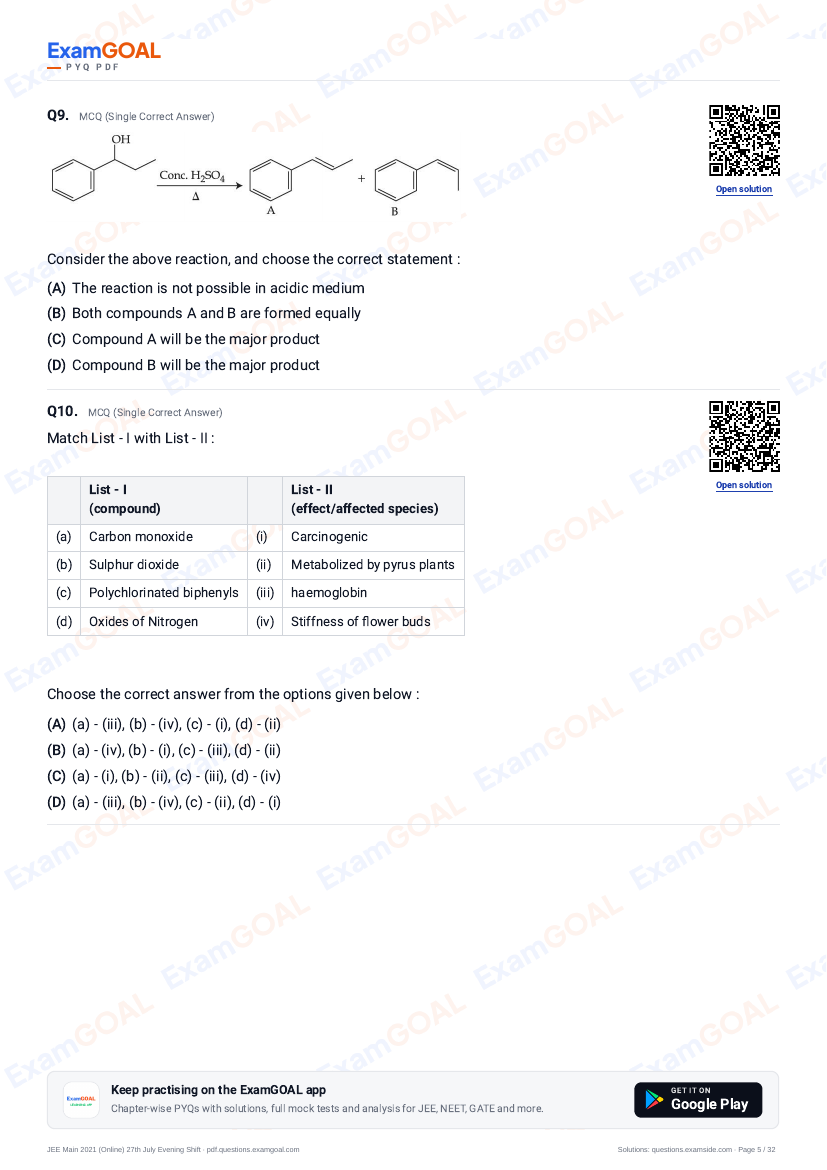 ExamGOAL
PYQ PDF
Q9. MCQ (Single Correct Answer)
Open solution
OH
Conc. H₂SO₄
Δ
+
A
B
Consider the above reaction, and choose the correct statement :
(A) The reaction is not possible in acidic medium
(B) Both compounds A and B are formed equally
(C) Compound A will be the major product
(D) Compound B will be the major product
Q10. MCQ (Single Correct Answer)
Open solution
Match List - I with List - II :
List - I (compound) List - II (effect/affected species)
(a) Carbon monoxide (i) Carcinogenic
(b) Sulphur dioxide (ii) Metabolized by pyrus plants
(c) Polychlorinated biphenyls (iii) haemoglobin
(d) Oxides of Nitrogen (iv) Stiffness of flower buds
Choose the correct answer from the options given below :
(A) (a) - (iii), (b) - (iv), (c) - (i), (d) - (ii)
(B) (a) - (iv), (b) - (i), (c) - (iii), (d) - (ii)
(C) (a) - (i), (b) - (ii), (c) - (iii), (d) - (iv)
(D) (a) - (iii), (b) - (iv), (c) - (ii), (d) - (i)
Keep practising on the ExamGOAL app
Chapter-wise PYQs with solutions, full mock tests and analysis for JEE, NEET, GATE and more.
GET IT ON
Google Play
JEE Main 2021 (Online) 27th July Evening Shift · pdf.questions.examgoal.com
Solutions: questions.examside.com · Page 5 / 32